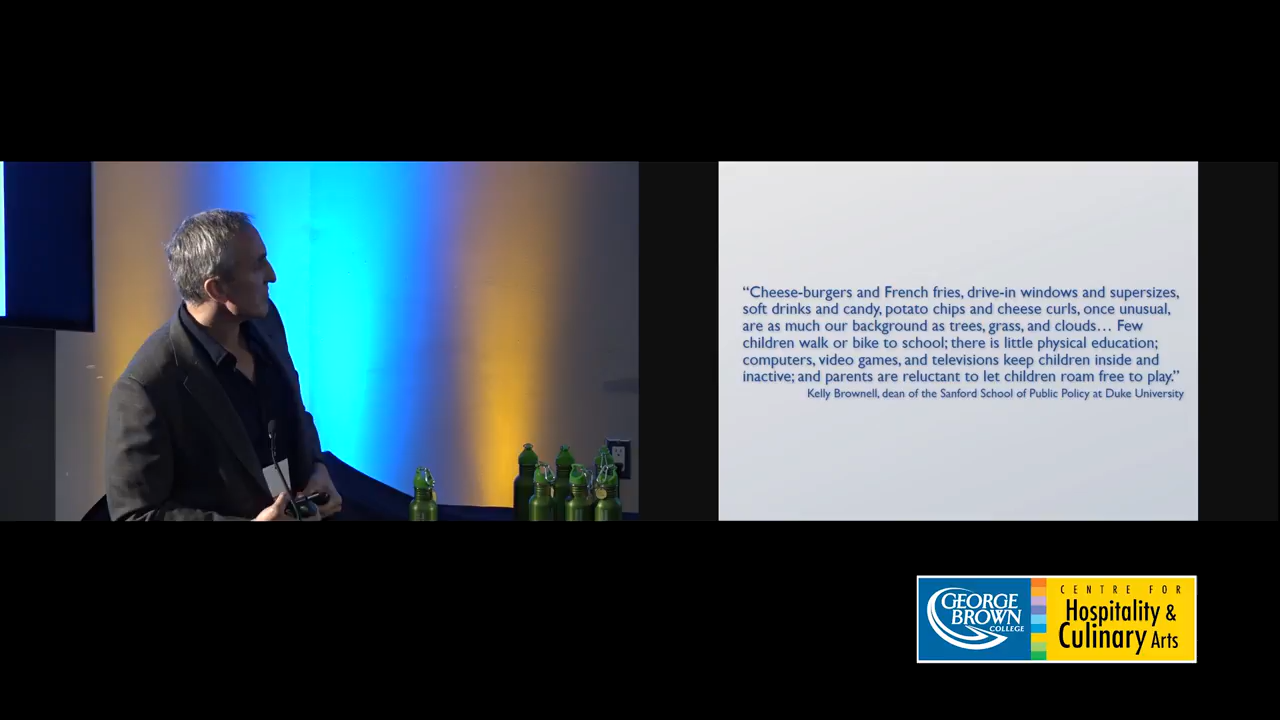 “Cheese-burgers and French fries, drive-in windows and supersizes,
soft drinks and candy, potato chips and cheese curls, once unusual,
are as much our background as trees, grass, and clouds… Few
children walk or bike to school; there is little physical education;
computers, video games, and televisions keep children inside and
inactive; and parents are reluctant to let children roam free to play.”
Kelly Brownell, dean of the Sanford School of Public Policy at Duke University
GEORGE
BROWN
COLLEGE
CENTRE FOR
Hospitality &
Culinary Arts